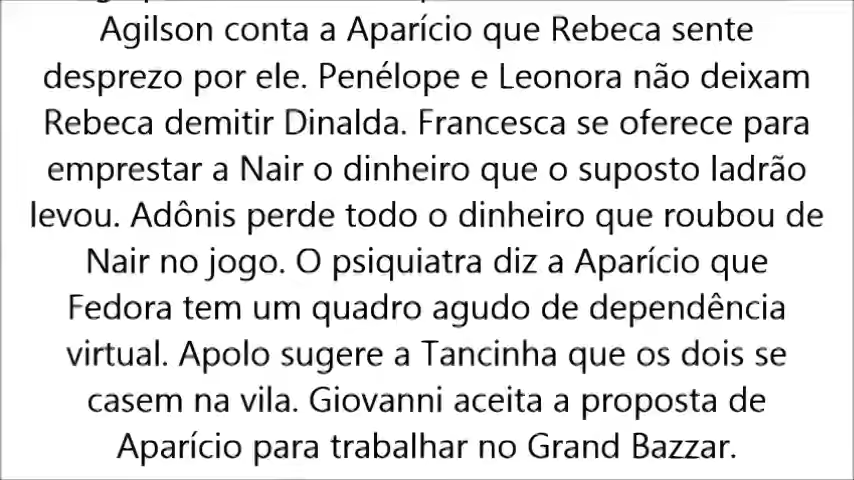 Agilson conta a Aparício que Rebeca sente
desprezo por ele. Penélope e Leonora não deixam
Rebeca demitir Dinalda. Francesca se oferece para
emprestar a Nair o dinheiro que o suposto ladrão
levou. Adônis perde todo o dinheiro que roubou de
Nair no jogo. O psiquiatra diz a Aparício que
Fedora tem um quadro agudo de dependência
virtual. Apolo sugere a Tancinha que os dois se
casem na vila. Giovanni aceita a proposta de
Aparício para trabalhar no Grand Bazzar.